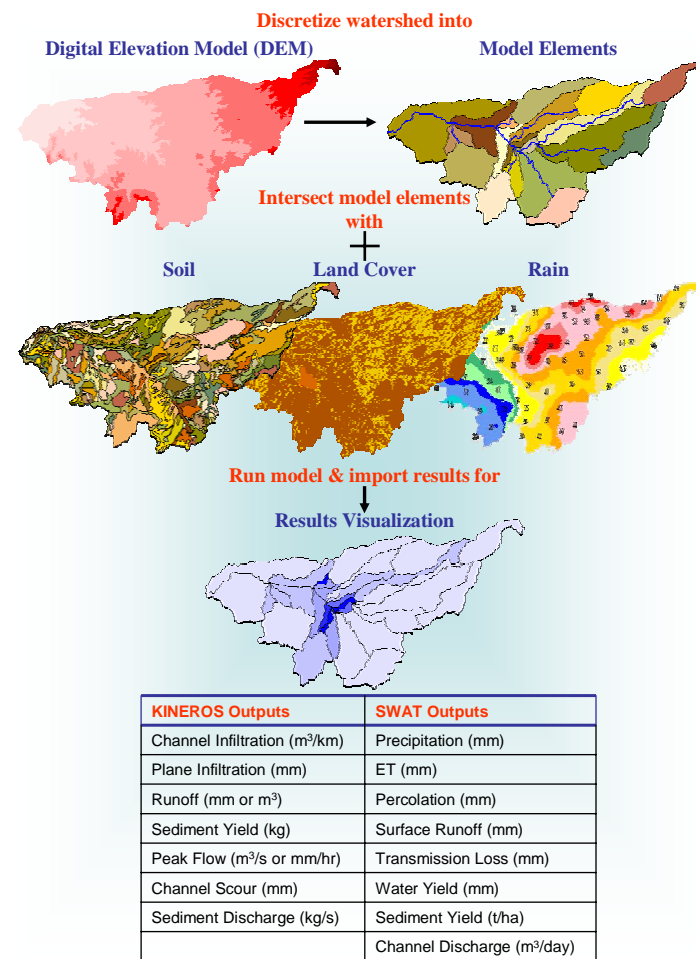 Discretize watershed into
Digital Elevation Model (DEM)
Model Elements
Intersect model elements
with
Soil
Land Cover
Rain
Run model & import results for
Results Visualization
KINEROS Outputs
SWAT Outputs
Channel Infiltration (m³/km)
Precipitation (mm)
Plane Infiltration (mm)
ET (mm)
Runoff (mm or m³)
Percolation (mm)
Sediment Yield (kg)
Surface Runoff (mm)
Peak Flow (m³/s or mm/hr)
Transmission Loss (mm)
Channel Scour (mm)
Water Yield (mm)
Sediment Discharge (kg/s)
Sediment Yield (t/ha)
Channel Discharge (m³/day)